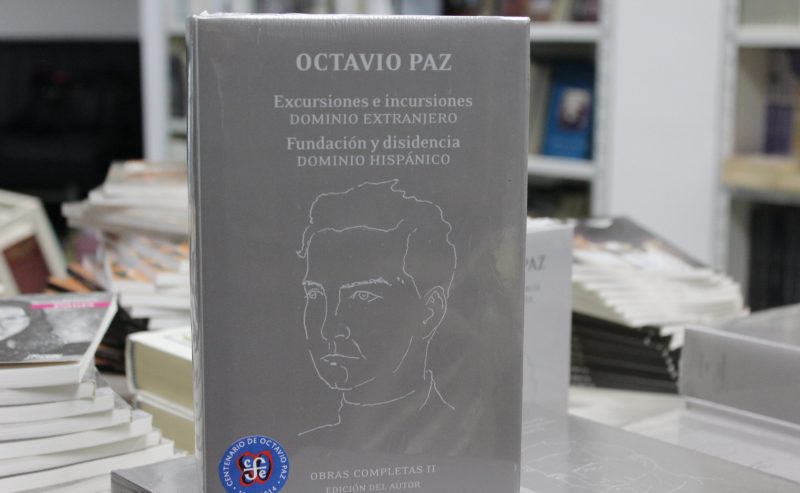 OCTAVIO PAZ
Excursiones e incursiones
DOMINIO EXTRANJERO
Fundación y disidencia
DOMINIO HISPÁNICO
CENTENARIO DE OCTAVIO PAZ
OBRAS COMPLETAS II
EDICIÓN DEL AUTOR
PAZ